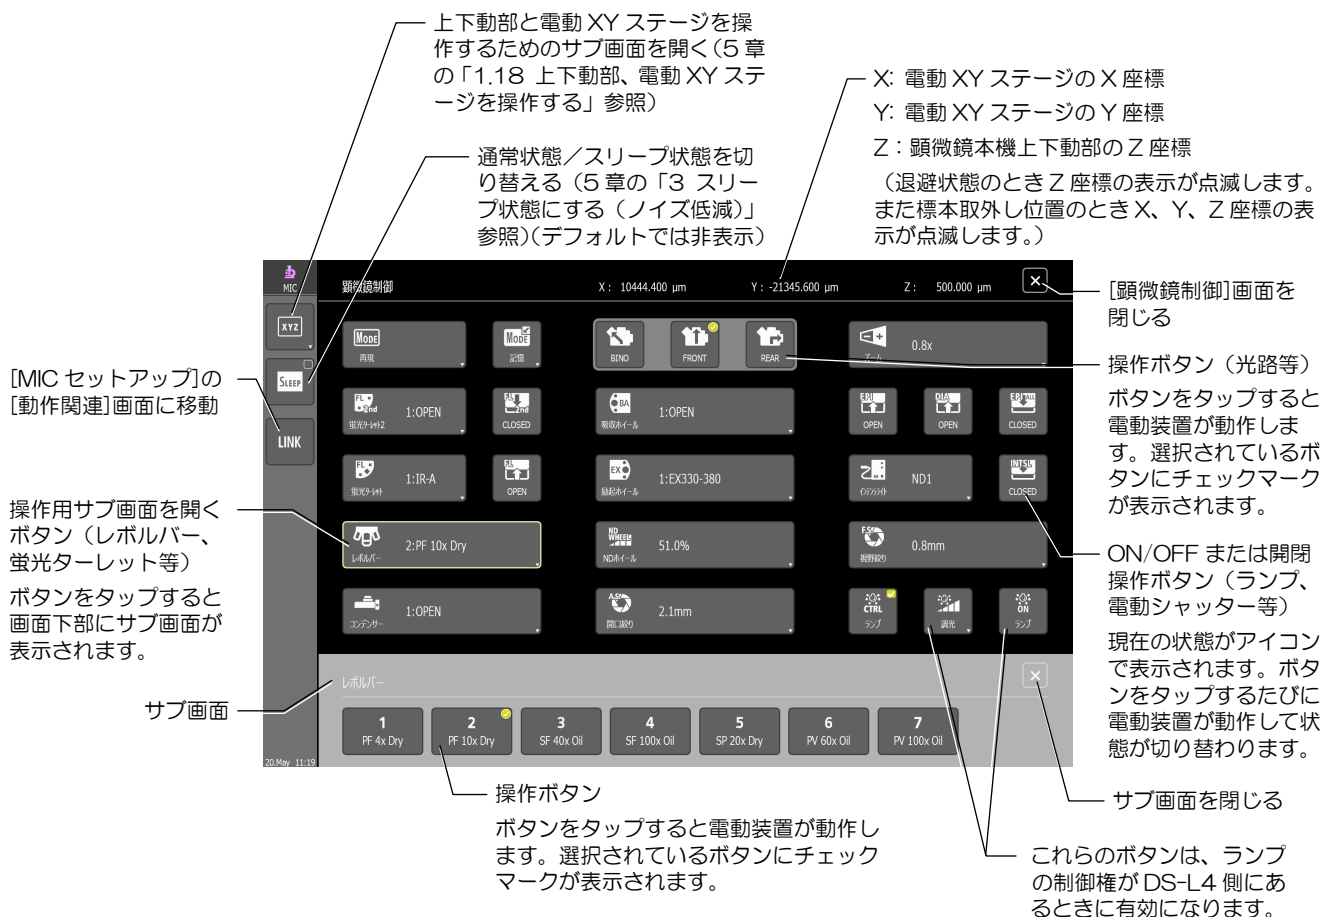 上下動部と電動 XY ステージを操
作するためのサブ画面を開く（5 章
の「1.18 上下動部、電動 XY ステ
ージを操作する」参照）
通常状態／スリープ状態を切
り替える（5 章の「3 スリー
プ状態にする（ノイズ低減）」
参照）（デフォルトでは非表示）
X: 電動 XY ステージの X 座標
Y: 電動 XY ステージの Y 座標
Z：顕微鏡本機上下動部の Z 座標
（退避状態のとき Z 座標の表示が点滅します。
また標本取外し位置のとき X、Y、Z 座標の表
示が点滅します。）
[MIC セットアップ]の
[動作関連]画面に移動
操作用サブ画面を開く
ボタン（レボルバー、
蛍光ターレット等）
ボタンをタップすると
画面下部にサブ画面が
表示されます。
サブ画面
MIC
XYZ
SLEEP
LINK
20.May 11:19
顕微鏡制御
X : 10444.400 µm
Y : -21345.600 µm
Z : 500.000 µm
MODE
再現
MODE
記憶
BINO
FRONT
REAR
ズーム
0.8x
FL 2nd
蛍光ターレット2
1:OPEN
FL 2nd
CLOSED
BA
吸収ホイール
1:OPEN
EPI
OPEN
DIA
OPEN
EPI
CLOSED
FL
蛍光ターレット
1:IR-A
FL
OPEN
EX
励起ホイール
1:EX330-380
インテンシライト
ND1
INTSL
CLOSED
レボルバー
2:PF 10x Dry
ND
WHEEL
NDホイール
51.0%
F.S
視野絞り
0.8mm
コンデンサー
1:OPEN
A.S
開口絞り
2.1mm
CTRL
ランプ
調光
ON
ランプ
レボルバー
1
PF 4x Dry
2
PF 10x Dry
3
SF 40x Oil
4
SF 100x Oil
5
SP 20x Dry
6
PV 60x Oil
7
PV 100x Oil
[顕微鏡制御]画面を
閉じる
操作ボタン（光路等）
ボタンをタップすると
電動装置が動作しま
す。選択されているボ
タンにチェックマーク
が表示されます。
ON/OFF または開閉
操作ボタン（ランプ、
電動シャッター等）
現在の状態がアイコン
で表示されます。ボタ
ンをタップするたびに
電動装置が動作して状
態が切り替わります。
サブ画面を閉じる
操作ボタン
ボタンをタップすると電動装置が動作し
ます。選択されているボタンにチェック
マークが表示されます。
これらのボタンは、ランプ
の制御権が DS-L4 側にあ
るときに有効になります。